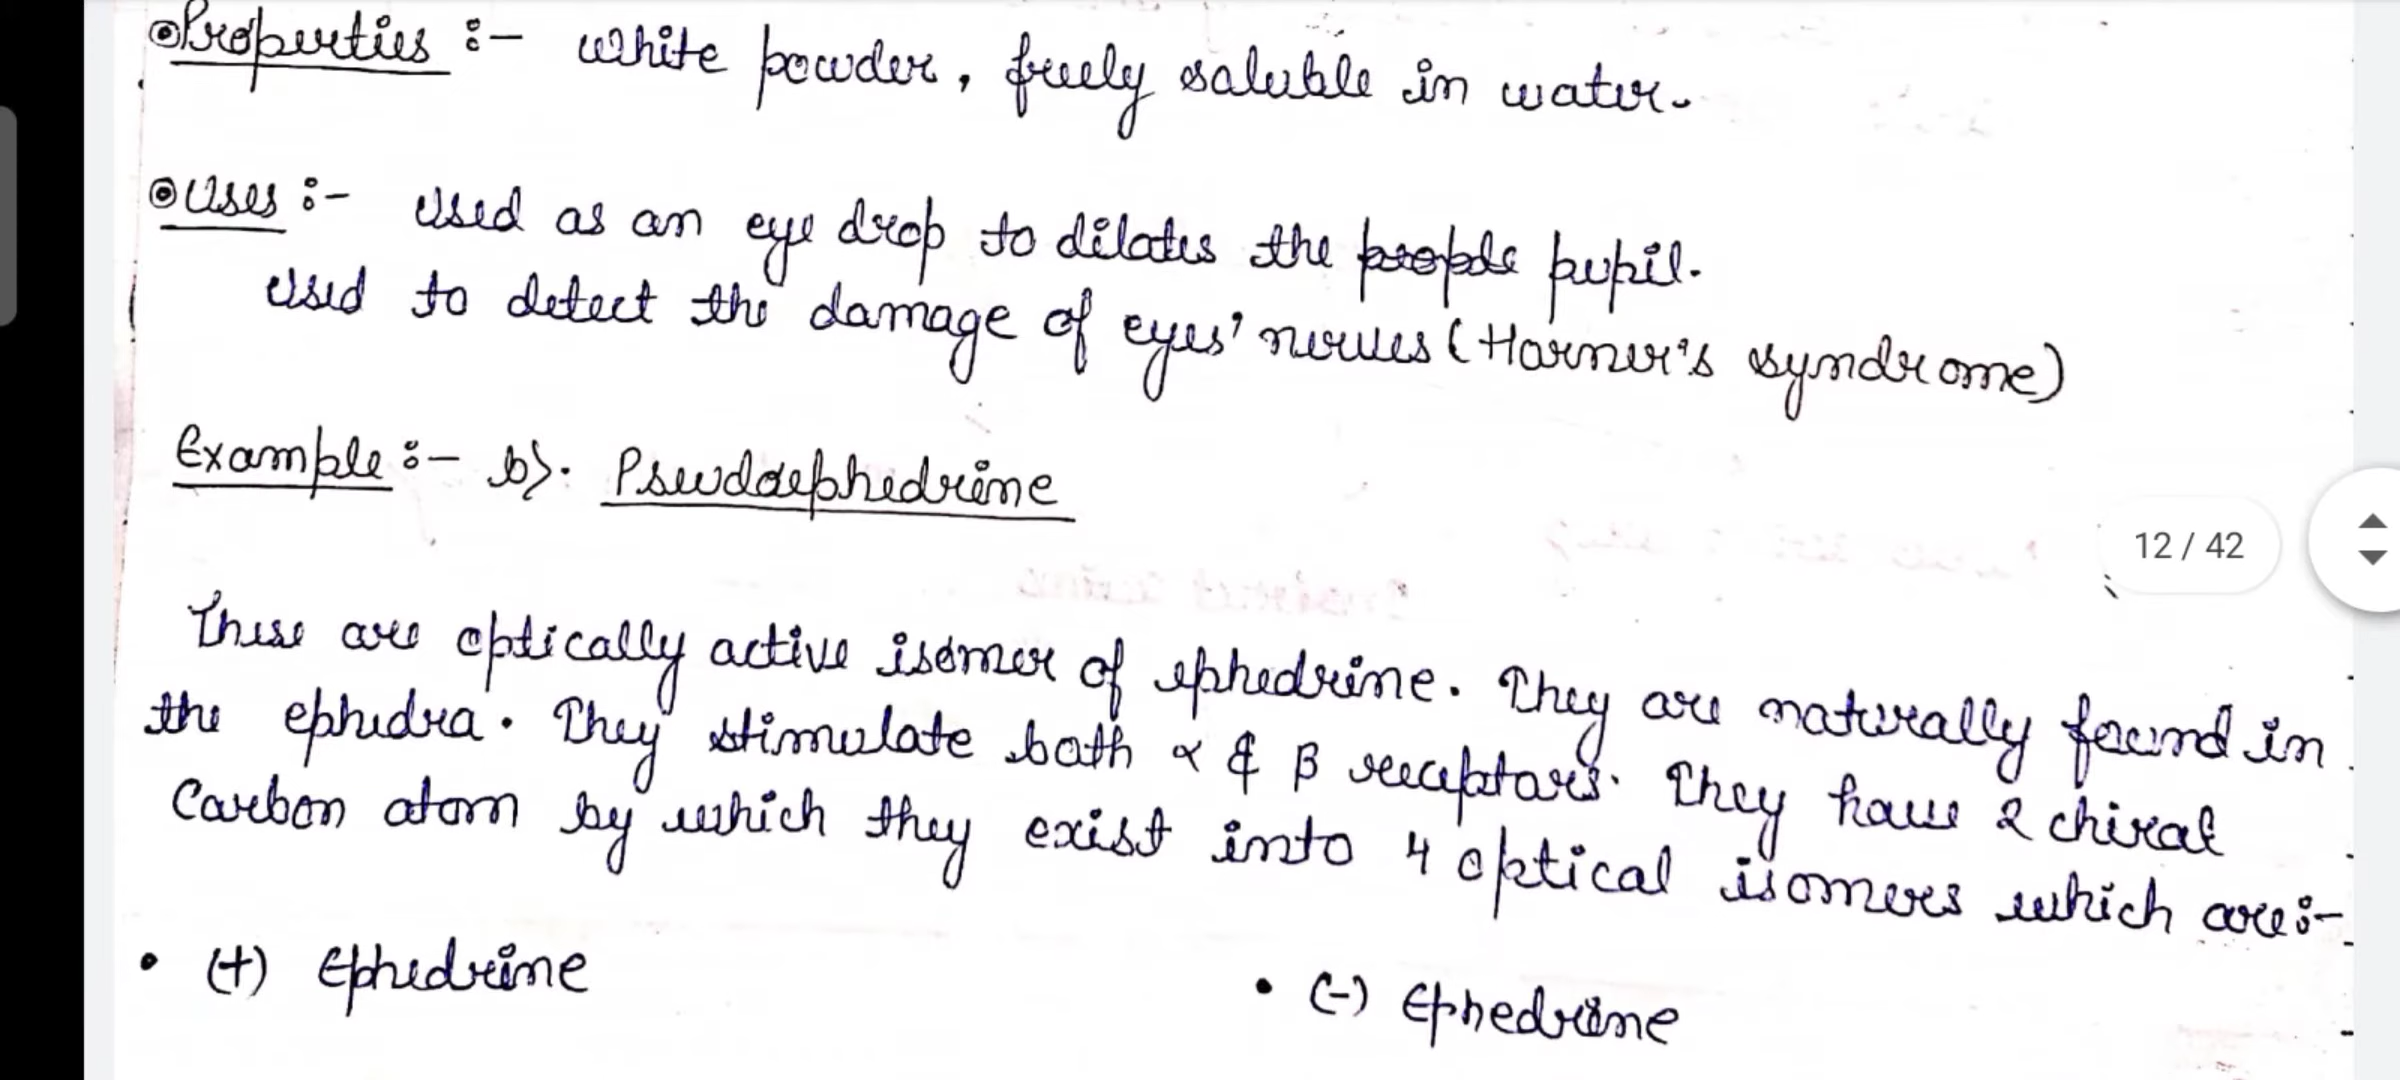 Properties :- white powder, freely saluble in water.
Uses :- Used as an eye drop to dilates the people pupil.
Used to detect the damage of eyes' nerves (Harner's syndrome)
Example :- b). Pseudoephedrine
12 / 42
These are optically active isomer of ephedrine. They are naturally found in
the ephedra. They stimulate both α & β receptors. They have 2 chiral
Carbon atom by which they exist into 4 optical isomers which are:-
• (+) Ephedrine
• (-) Ephedrine